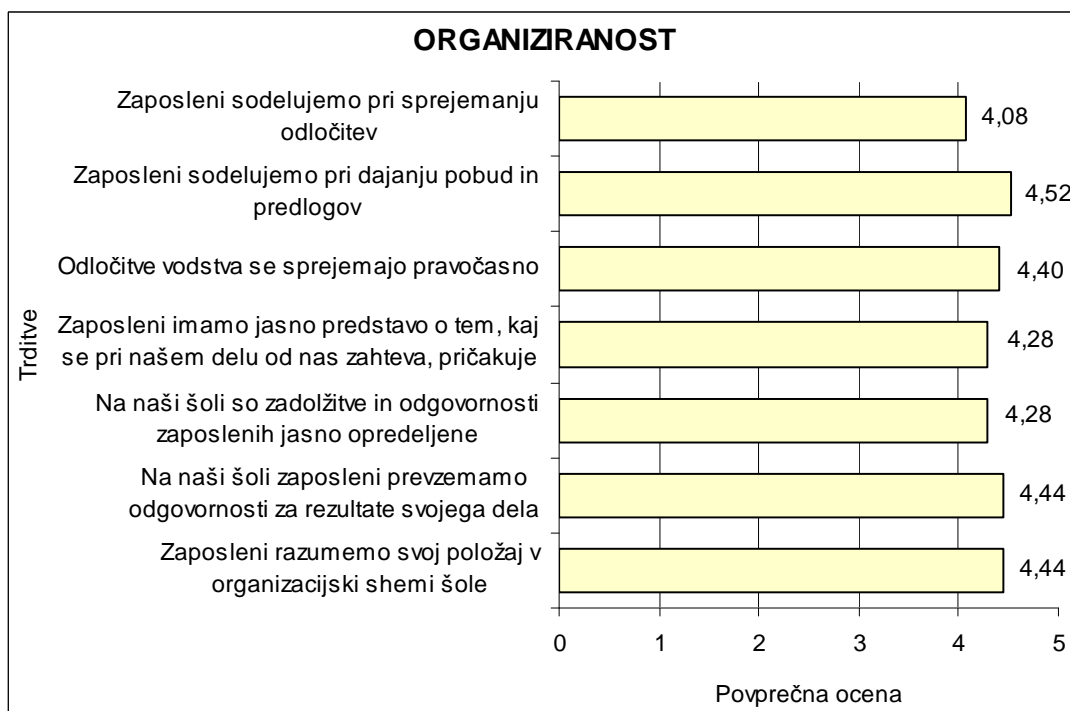 ORGANIZIRANOST
Zaposleni sodelujemo pri sprejemanju
odločitev
4,08
Zaposleni sodelujemo pri dajanju pobud in
predlogov
4,52
Odločitve vodstva se sprejemajo pravočasno
4,40
Zaposleni imamo jasno predstavo o tem, kaj
se pri našem delu od nas zahteva, pričakuje
4,28
Na naši šoli so zadolžitve in odgovornosti
zaposlenih jasno opredeljene
4,28
Na naši šoli zaposleni prevzemamo
odgovornosti za rezultate svojega dela
4,44
Zaposleni razumemo svoj položaj v
organizacijski shemi šole
4,44
Trditve
0 1 2 3 4 5
Povprečna ocena